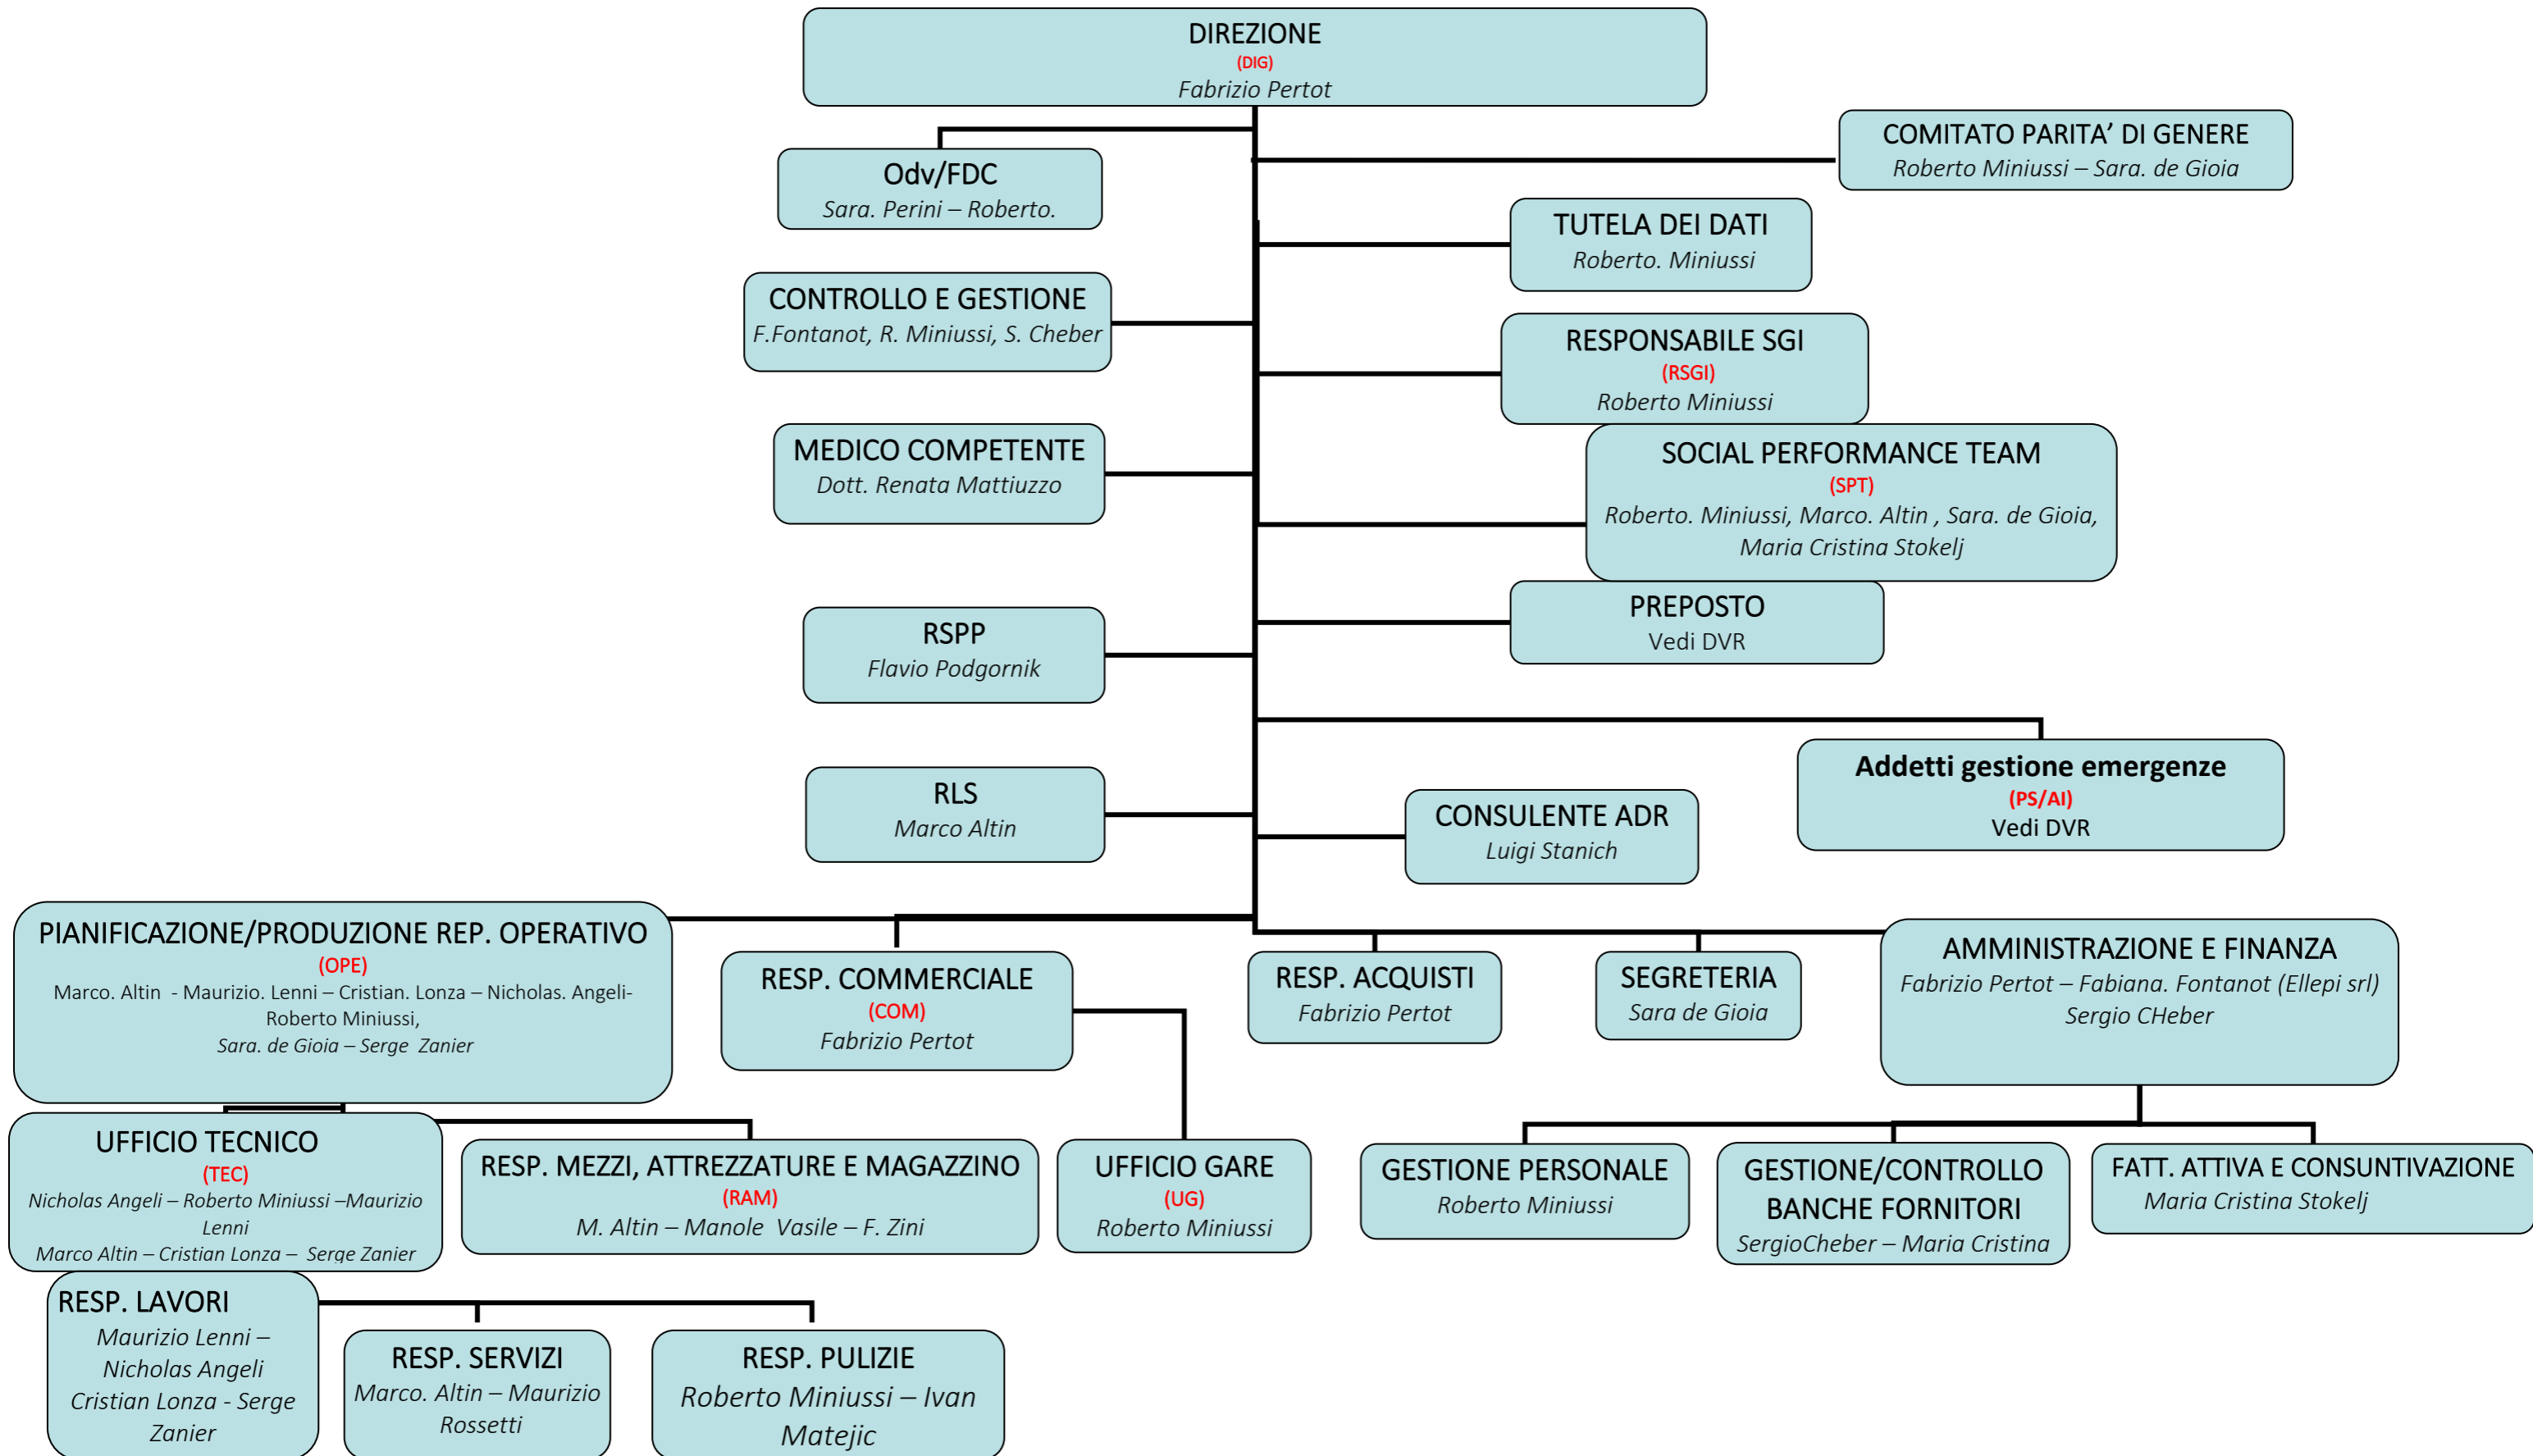 DIREZIONE
(DIG)
Fabrizio Pertot
COMITATO PARITA’ DI GENERE
Roberto Miniussi – Sara. de Gioia
Odv/FDC
Sara. Perini – Roberto.
TUTELA DEI DATI
Roberto. Miniussi
CONTROLLO E GESTIONE
F.Fontanot, R. Miniussi, S. Cheber
RESPONSABILE SGI
(RSGI)
Roberto Miniussi
MEDICO COMPETENTE
Dott. Renata Mattiuzzo
SOCIAL PERFORMANCE TEAM
(SPT)
Roberto. Miniussi, Marco. Altin , Sara. de Gioia,
Maria Cristina Stokelj
PREPOSTO
Vedi DVR
RSPP
Flavio Podgornik
Addetti gestione emergenze
(PS/AI)
Vedi DVR
RLS
Marco Altin
CONSULENTE ADR
Luigi Stanich
PIANIFICAZIONE/PRODUZIONE REP. OPERATIVO
(OPE)
Marco. Altin - Maurizio. Lenni – Cristian. Lonza – Nicholas. Angeli-
Roberto Miniussi,
Sara. de Gioia – Serge Zanier
RESP. COMMERCIALE
(COM)
Fabrizio Pertot
RESP. ACQUISTI
Fabrizio Pertot
SEGRETERIA
Sara de Gioia
AMMINISTRAZIONE E FINANZA
Fabrizio Pertot – Fabiana. Fontanot (Ellepi srl)
Sergio CHeber
UFFICIO TECNICO
(TEC)
Nicholas Angeli – Roberto Miniussi –Maurizio
Lenni
Marco Altin – Cristian Lonza – Serge Zanier
RESP. MEZZI, ATTREZZATURE E MAGAZZINO
(RAM)
M. Altin – Manole Vasile – F. Zini
UFFICIO GARE
(UG)
Roberto Miniussi
GESTIONE PERSONALE
Roberto Miniussi
GESTIONE/CONTROLLO
BANCHE FORNITORI
SergioCheber – Maria Cristina
FATT. ATTIVA E CONSUNTIVAZIONE
Maria Cristina Stokelj
RESP. LAVORI
Maurizio Lenni –
Nicholas Angeli
Cristian Lonza - Serge
Zanier
RESP. SERVIZI
Marco. Altin – Maurizio
Rossetti
RESP. PULIZIE
Roberto Miniussi – Ivan
Matejic